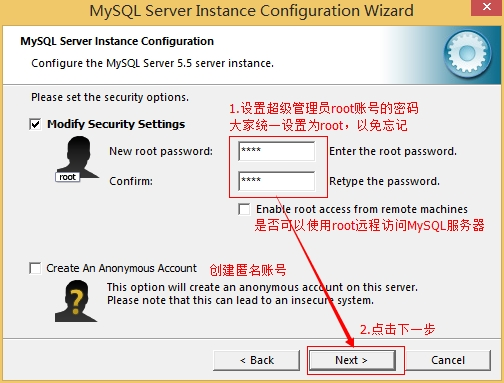 MySQL Server Instance Configuration Wizard
MySQL Server Instance Configuration
Configure the MySQL Server 5.5 server instance.
Please set the security options.
1.设置超级管理员root账号的密码
大家统一设置为root，以免忘记
Modify Security Settings
root
New root password:
****
Enter the root password.
Confirm:
****
Retype the password.
Enable root access from remote machines
是否可以使用root远程访问MySQL服务器
Create An Anonymous Account
创建匿名账号
?
This option will create an anonymous account on this server.
Please note that this can lead to an insecure system.
2.点击下一步
< Back
Next >
Cancel